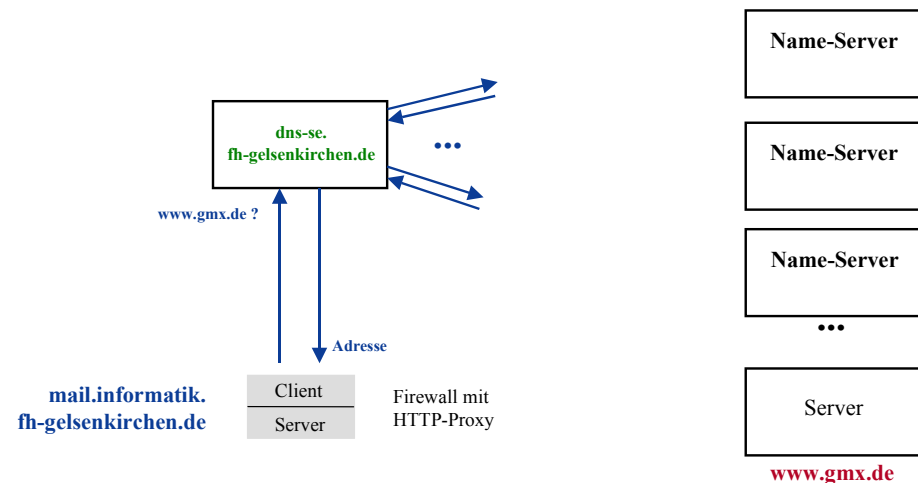 Name-Server
dns-se.
fh-gelsenkirchen.de
...
Name-Server
www.gmx.de ?
Name-Server
...
Adresse
mail.informatik.
fh-gelsenkirchen.de
Client
Server
Firewall mit
HTTP-Proxy
Server
www.gmx.de